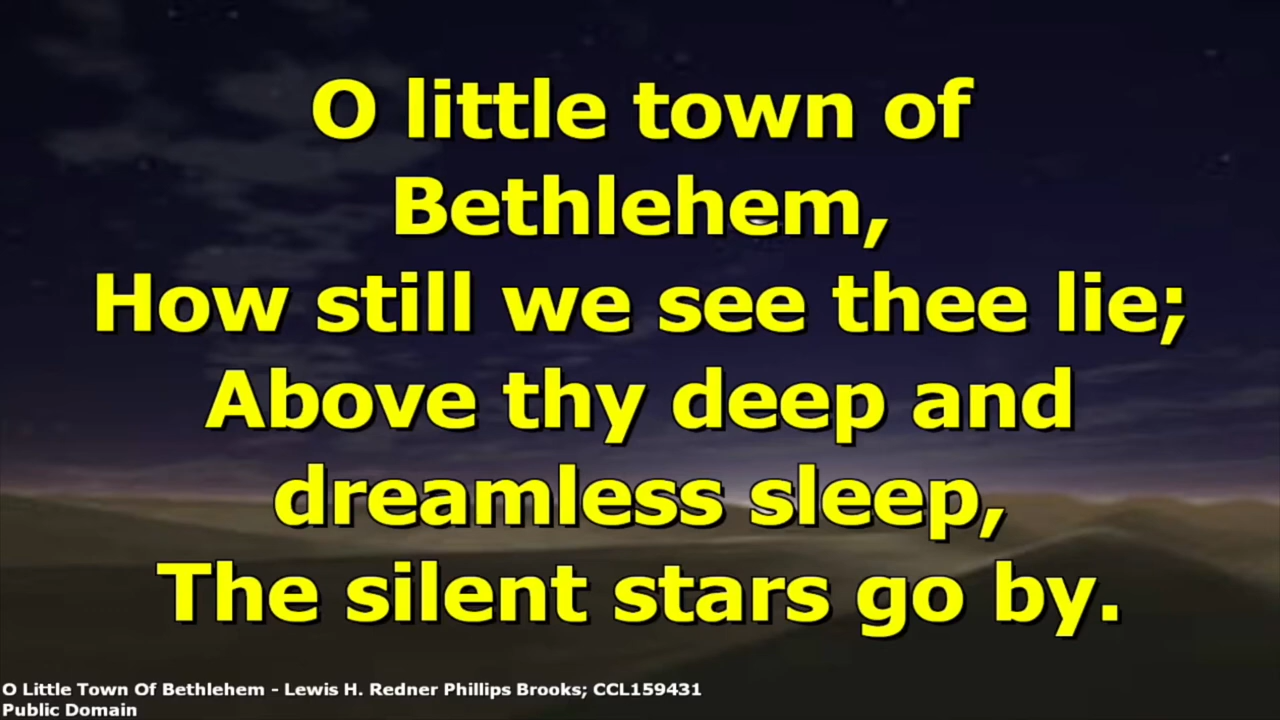 O little town of
Bethlehem,
How still we see thee lie;
Above thy deep and
dreamless sleep,
The silent stars go by.
O Little Town Of Bethlehem - Lewis H. Redner Phillips Brooks; CCL159431
Public Domain